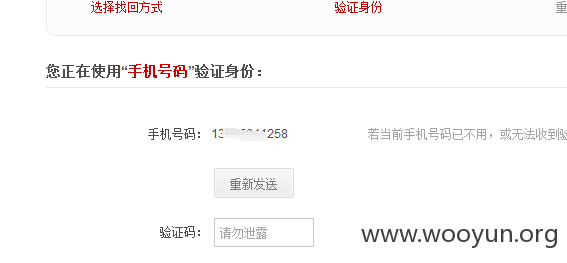 选择找回方式 验证身份 重
您正在使用“手机号码”验证身份：
手机号码： 13 1258 若当前手机号码已不用，或无法收到验
重新发送
验证码： 请勿泄露
www.wooyun.org